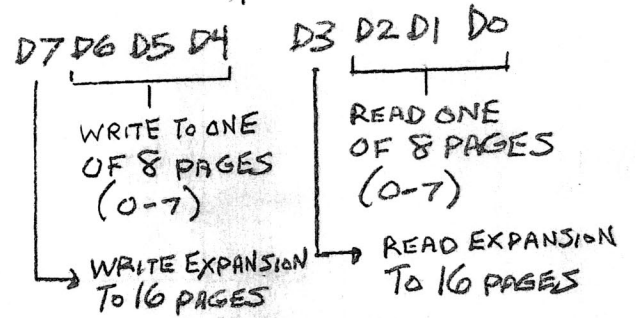 D7 D6 D5 D4 D3 D2 D1 D0
WRITE TO ONE
OF 8 PAGES
(0-7)
READ ONE
OF 8 PAGES
(0-7)
WRITE EXPANSION
TO 16 PAGES
READ EXPANSION
TO 16 PAGES